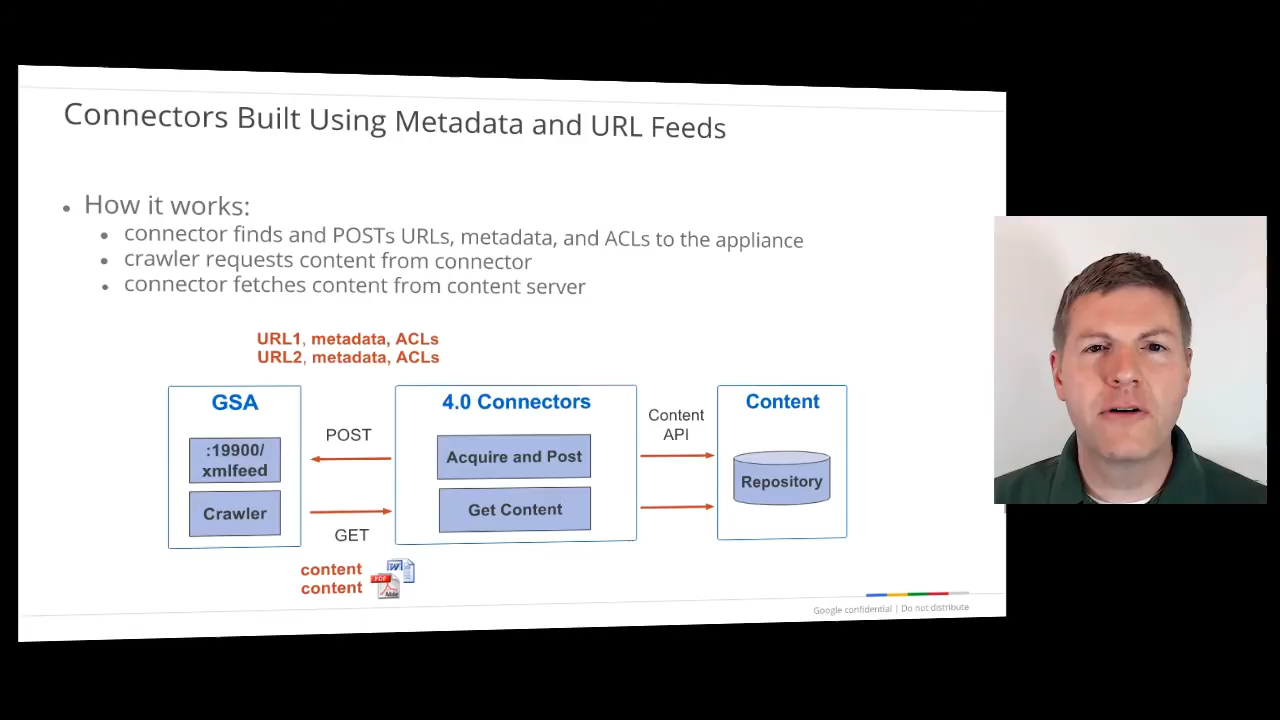 Connectors Built Using Metadata and URL Feeds
How it works:
connector finds and POSTs URLs, metadata, and ACLs to the appliance
crawler requests content from connector
connector fetches content from content server
URL1, metadata, ACLs
URL2, metadata, ACLs
GSA
:19900/
xmlfeed
Crawler
POST
GET
4.0 Connectors
Acquire and Post
Get Content
Content
API
Content
Repository
content
content
W
PDF
Adobe
Google confidential | Do not distribute